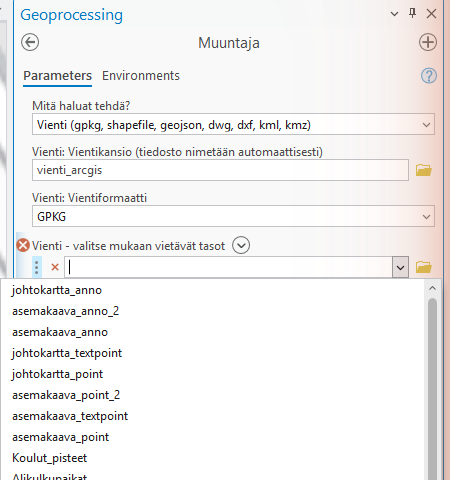 Geoprocessing
Muuntaja
Parameters Environments
Mitä haluat tehdä?
Vienti (gpkg, shapefile, geojson, dwg, dxf, kml, kmz)
Vienti: Vientikansio (tiedosto nimetään automaattisesti)
vienti_arcgis
Vienti: Vientiformaatti
GPKG
Vienti - valitse mukaan vietävät tasot
johtokartta_anno
asemakaava_anno_2
asemakaava_anno
johtokartta_textpoint
johtokartta_point
asemakaava_point_2
asemakaava_textpoint
asemakaava_point
Koulut_pisteet
Alikulkupaikat